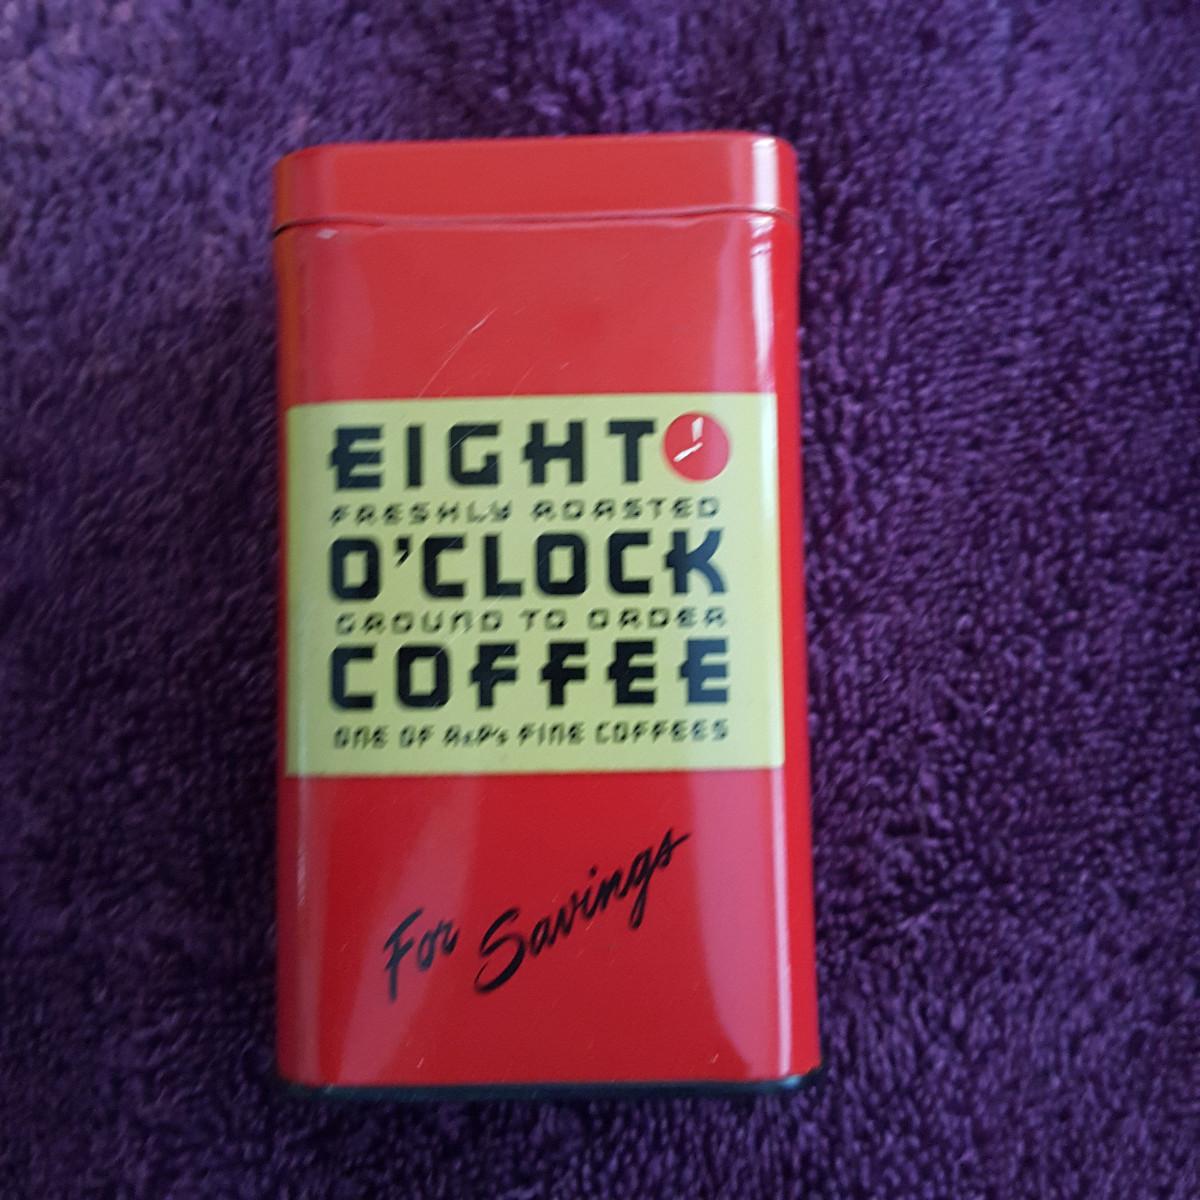 EIGHT
FRESHLY ROASTED
O'CLOCK
GROUND TO ORDER
COFFEE
ONE OF A&P's FINE COFFEES
For Savings